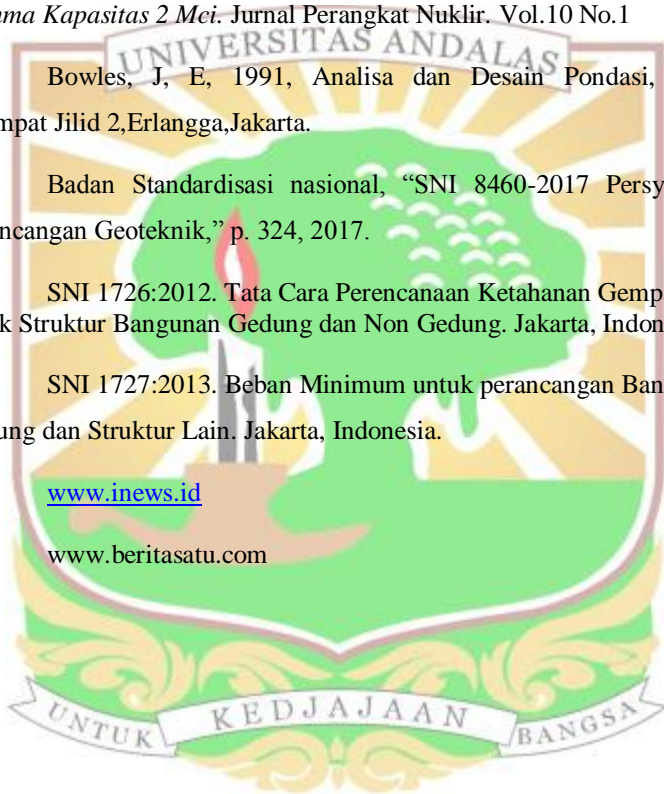 ma Kapasitas 2 Mci. Jurnal Perangkat Nuklir. Vol.10 No.1
UNIVERSITAS ANDALAS
Bowles, J, E, 1991, Analisa dan Desain Pondasi,
mpat Jilid 2,Erlangga,Jakarta.
Badan Standardisasi nasional, “SNI 8460-2017 Persy
ncangan Geoteknik,” p. 324, 2017.
SNI 1726:2012. Tata Cara Perencanaan Ketahanan Gemp
k Struktur Bangunan Gedung dan Non Gedung. Jakarta, Indon
SNI 1727:2013. Beban Minimum untuk perancangan Ban
ung dan Struktur Lain. Jakarta, Indonesia.
www.inews.id
www.beritasatu.com
UNTUK KEDJAJAAN BANGSA